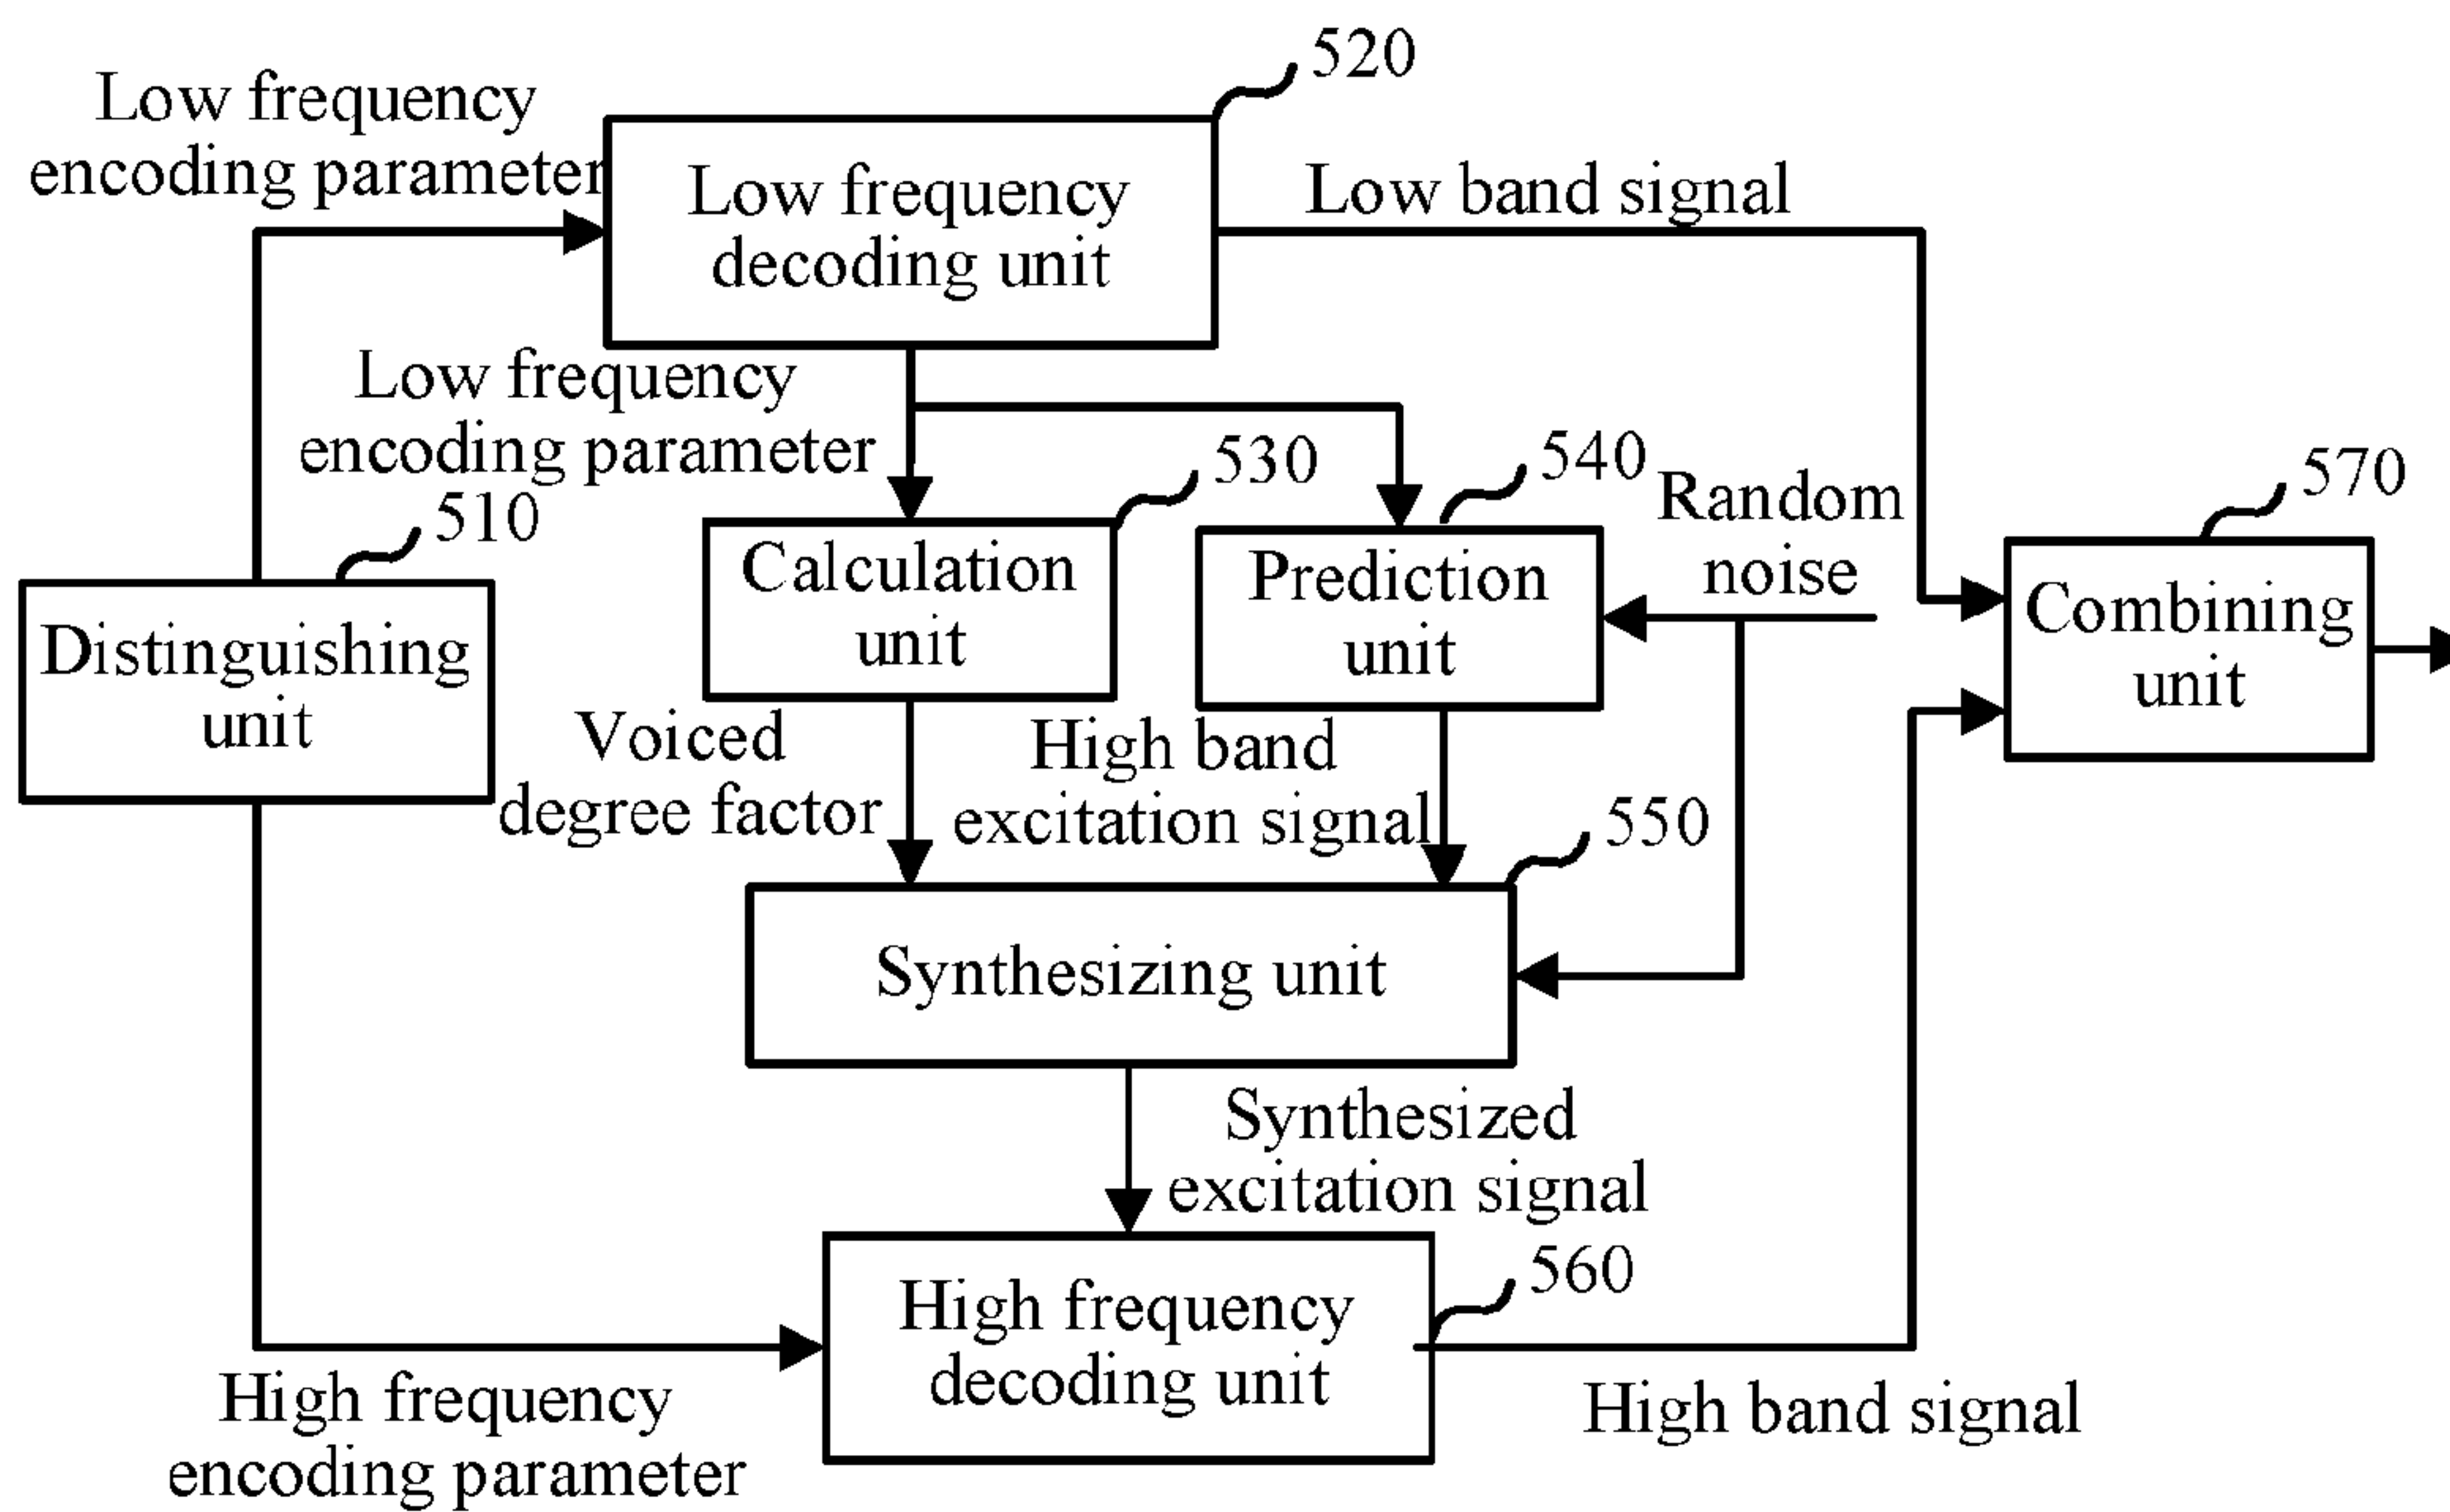 520
Low frequency
encoding parameter
Low frequency
decoding unit
Low band signal
Low frequency
encoding parameter
510
530
540
Random
noise
570
Distinguishing
unit
Calculation
unit
Prediction
unit
Combining
unit
Voiced
degree factor
High band
excitation signal
550
Synthesizing unit
Synthesized
excitation signal
560
High frequency
decoding unit
High frequency
encoding parameter
High band signal